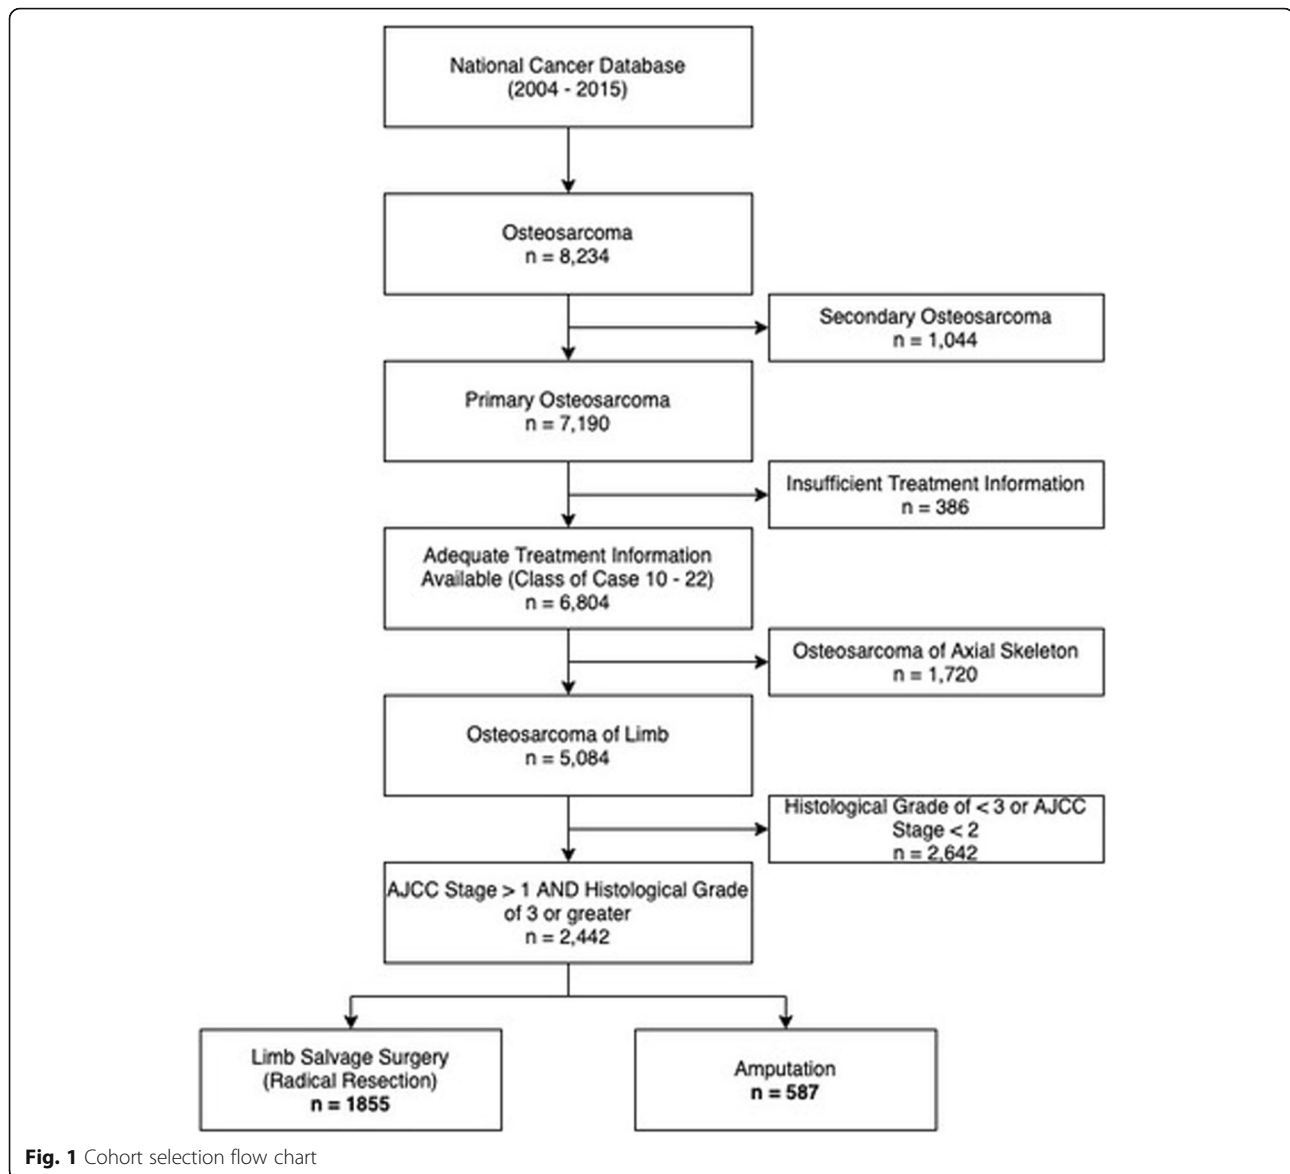 National Cancer Database
(2004 - 2015)
Osteosarcoma
n = 8,234
Secondary Osteosarcoma
n = 1,044
Primary Osteosarcoma
n = 7,190
Insufficient Treatment Information
n = 386
Adequate Treatment Information
Available (Class of Case 10 - 22)
n = 6,804
Osteosarcoma of Axial Skeleton
n = 1,720
Osteosarcoma of Limb
n = 5,084
Histological Grade of < 3 or AJCC
Stage < 2
n = 2,642
AJCC Stage > 1 AND Histological Grade
of 3 or greater
n = 2,442
Limb Salvage Surgery
(Radical Resection)
n = 1855
Amputation
n = 587
Fig. 1 Cohort selection flow chart